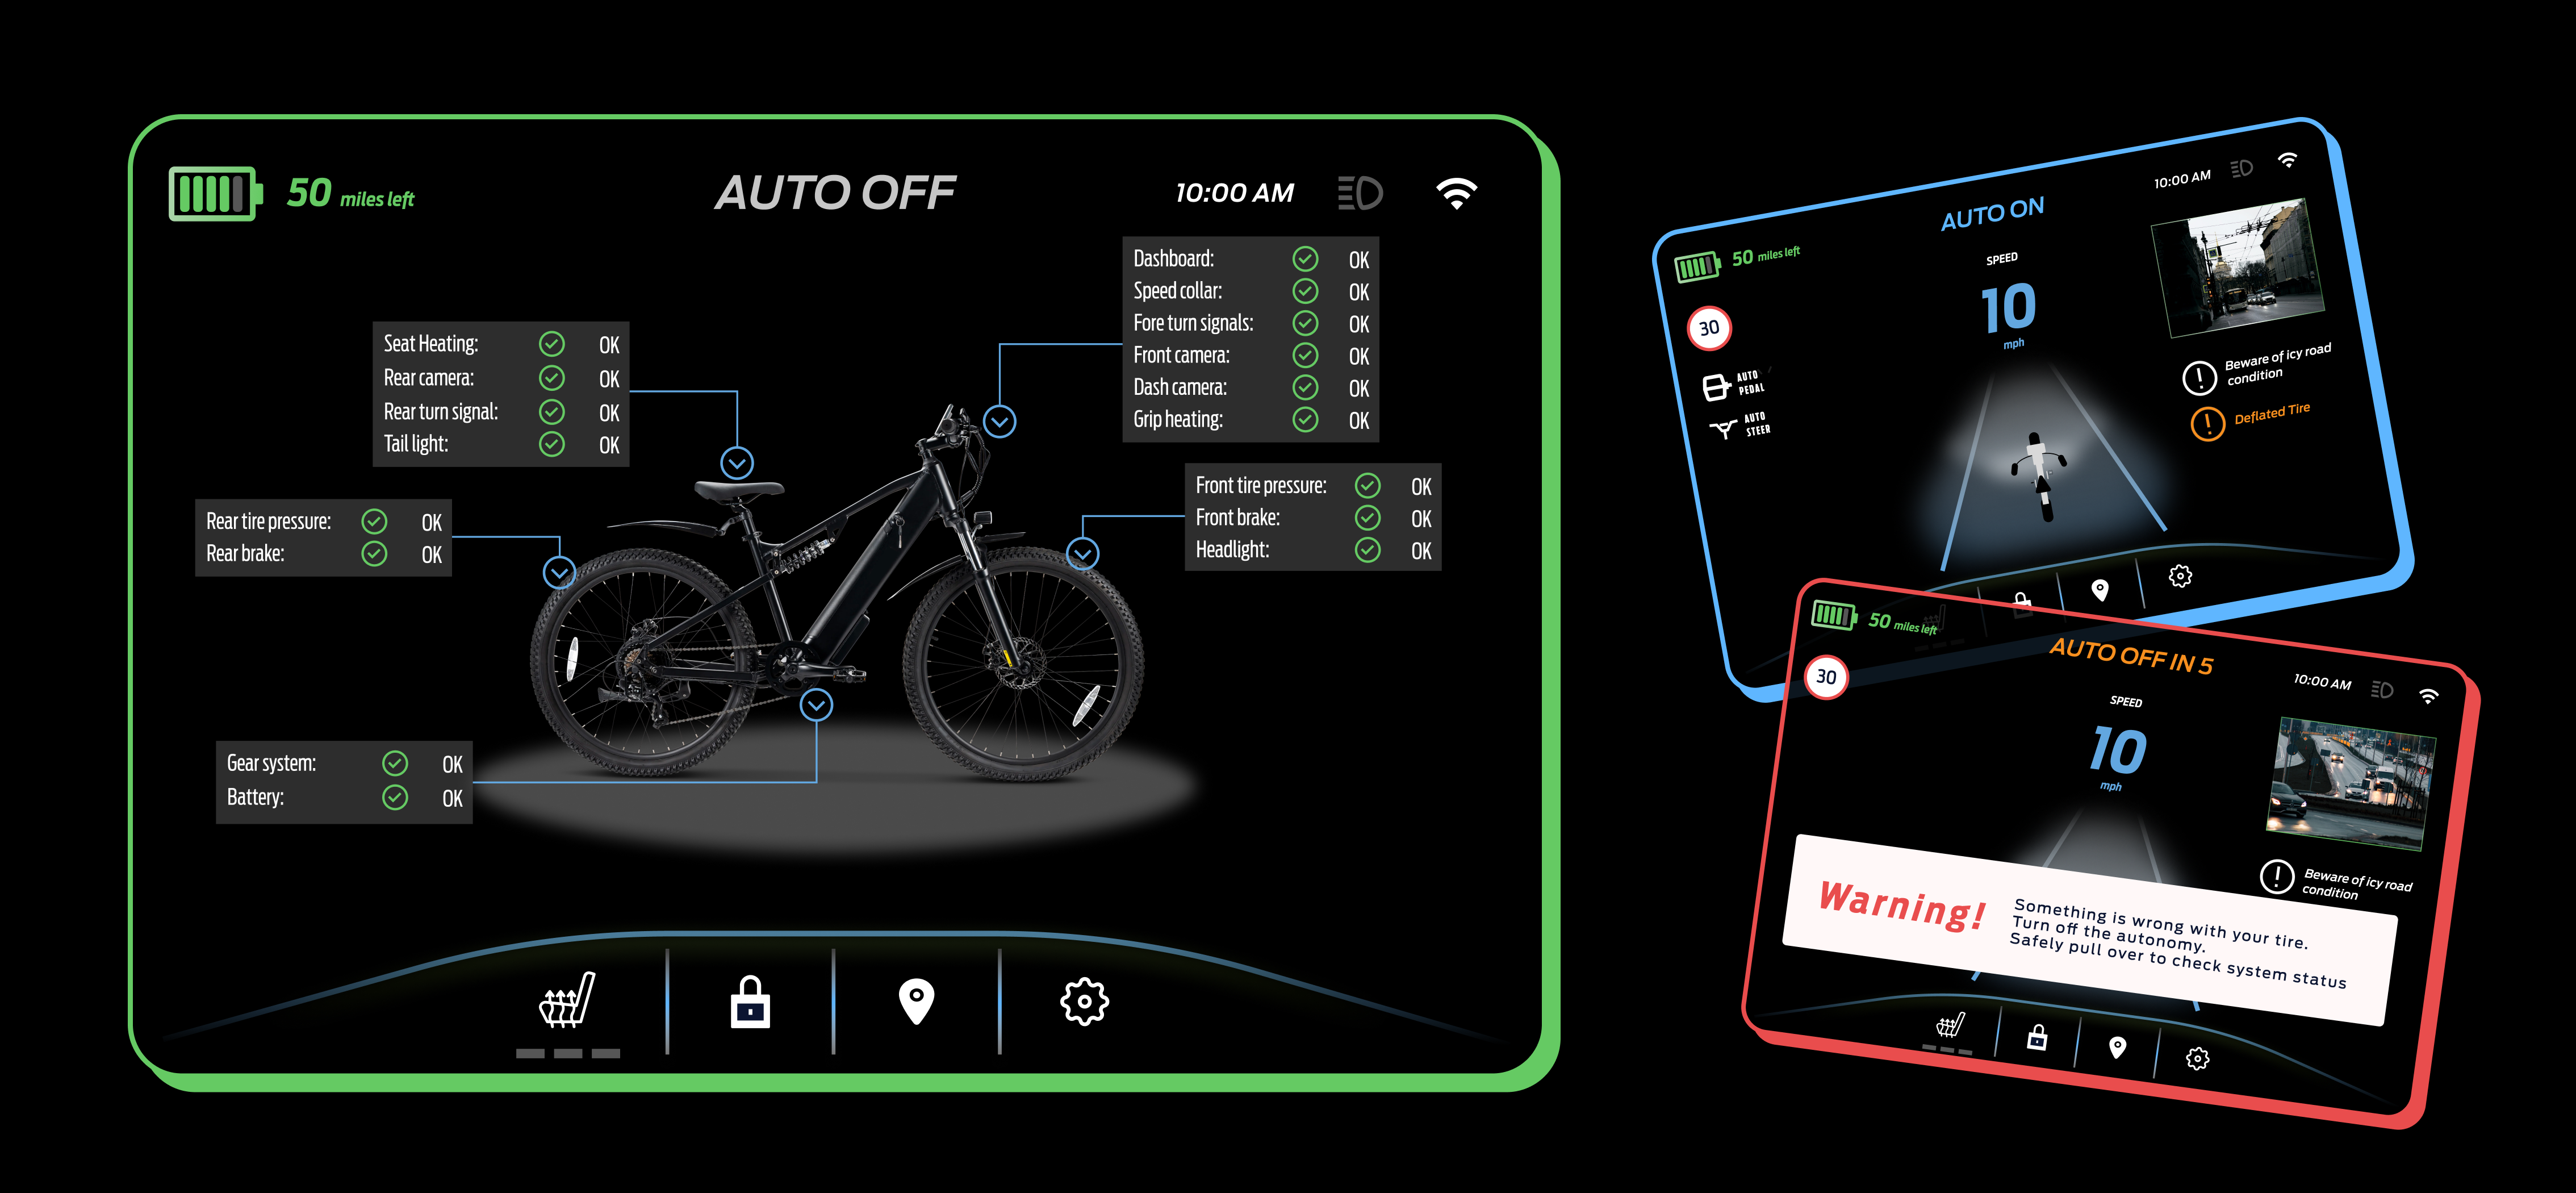 50 miles left
AUTO OFF
10:00 AM
Seat Heating: OK
Rear camera: OK
Rear turn signal: OK
Tail light: OK
Dashboard: OK
Speed collar: OK
Fore turn signals: OK
Front camera: OK
Dash camera: OK
Grip heating: OK
Rear tire pressure: OK
Rear brake: OK
Front tire pressure: OK
Front brake: OK
Headlight: OK
Gear system: OK
Battery: OK
50 miles left
AUTO ON
10:00 AM
SPEED
10
mph
30
AUTO
PEDAL
AUTO
STEER
Beware of icy road
condition
Deflated Tire
50 miles left
AUTO OFF IN 5
10:00 AM
30
SPEED
10
mph
Beware of icy road
condition
Warning!
Something is wrong with your tire.
Turn off the autonomy.
Safely pull over to check system status